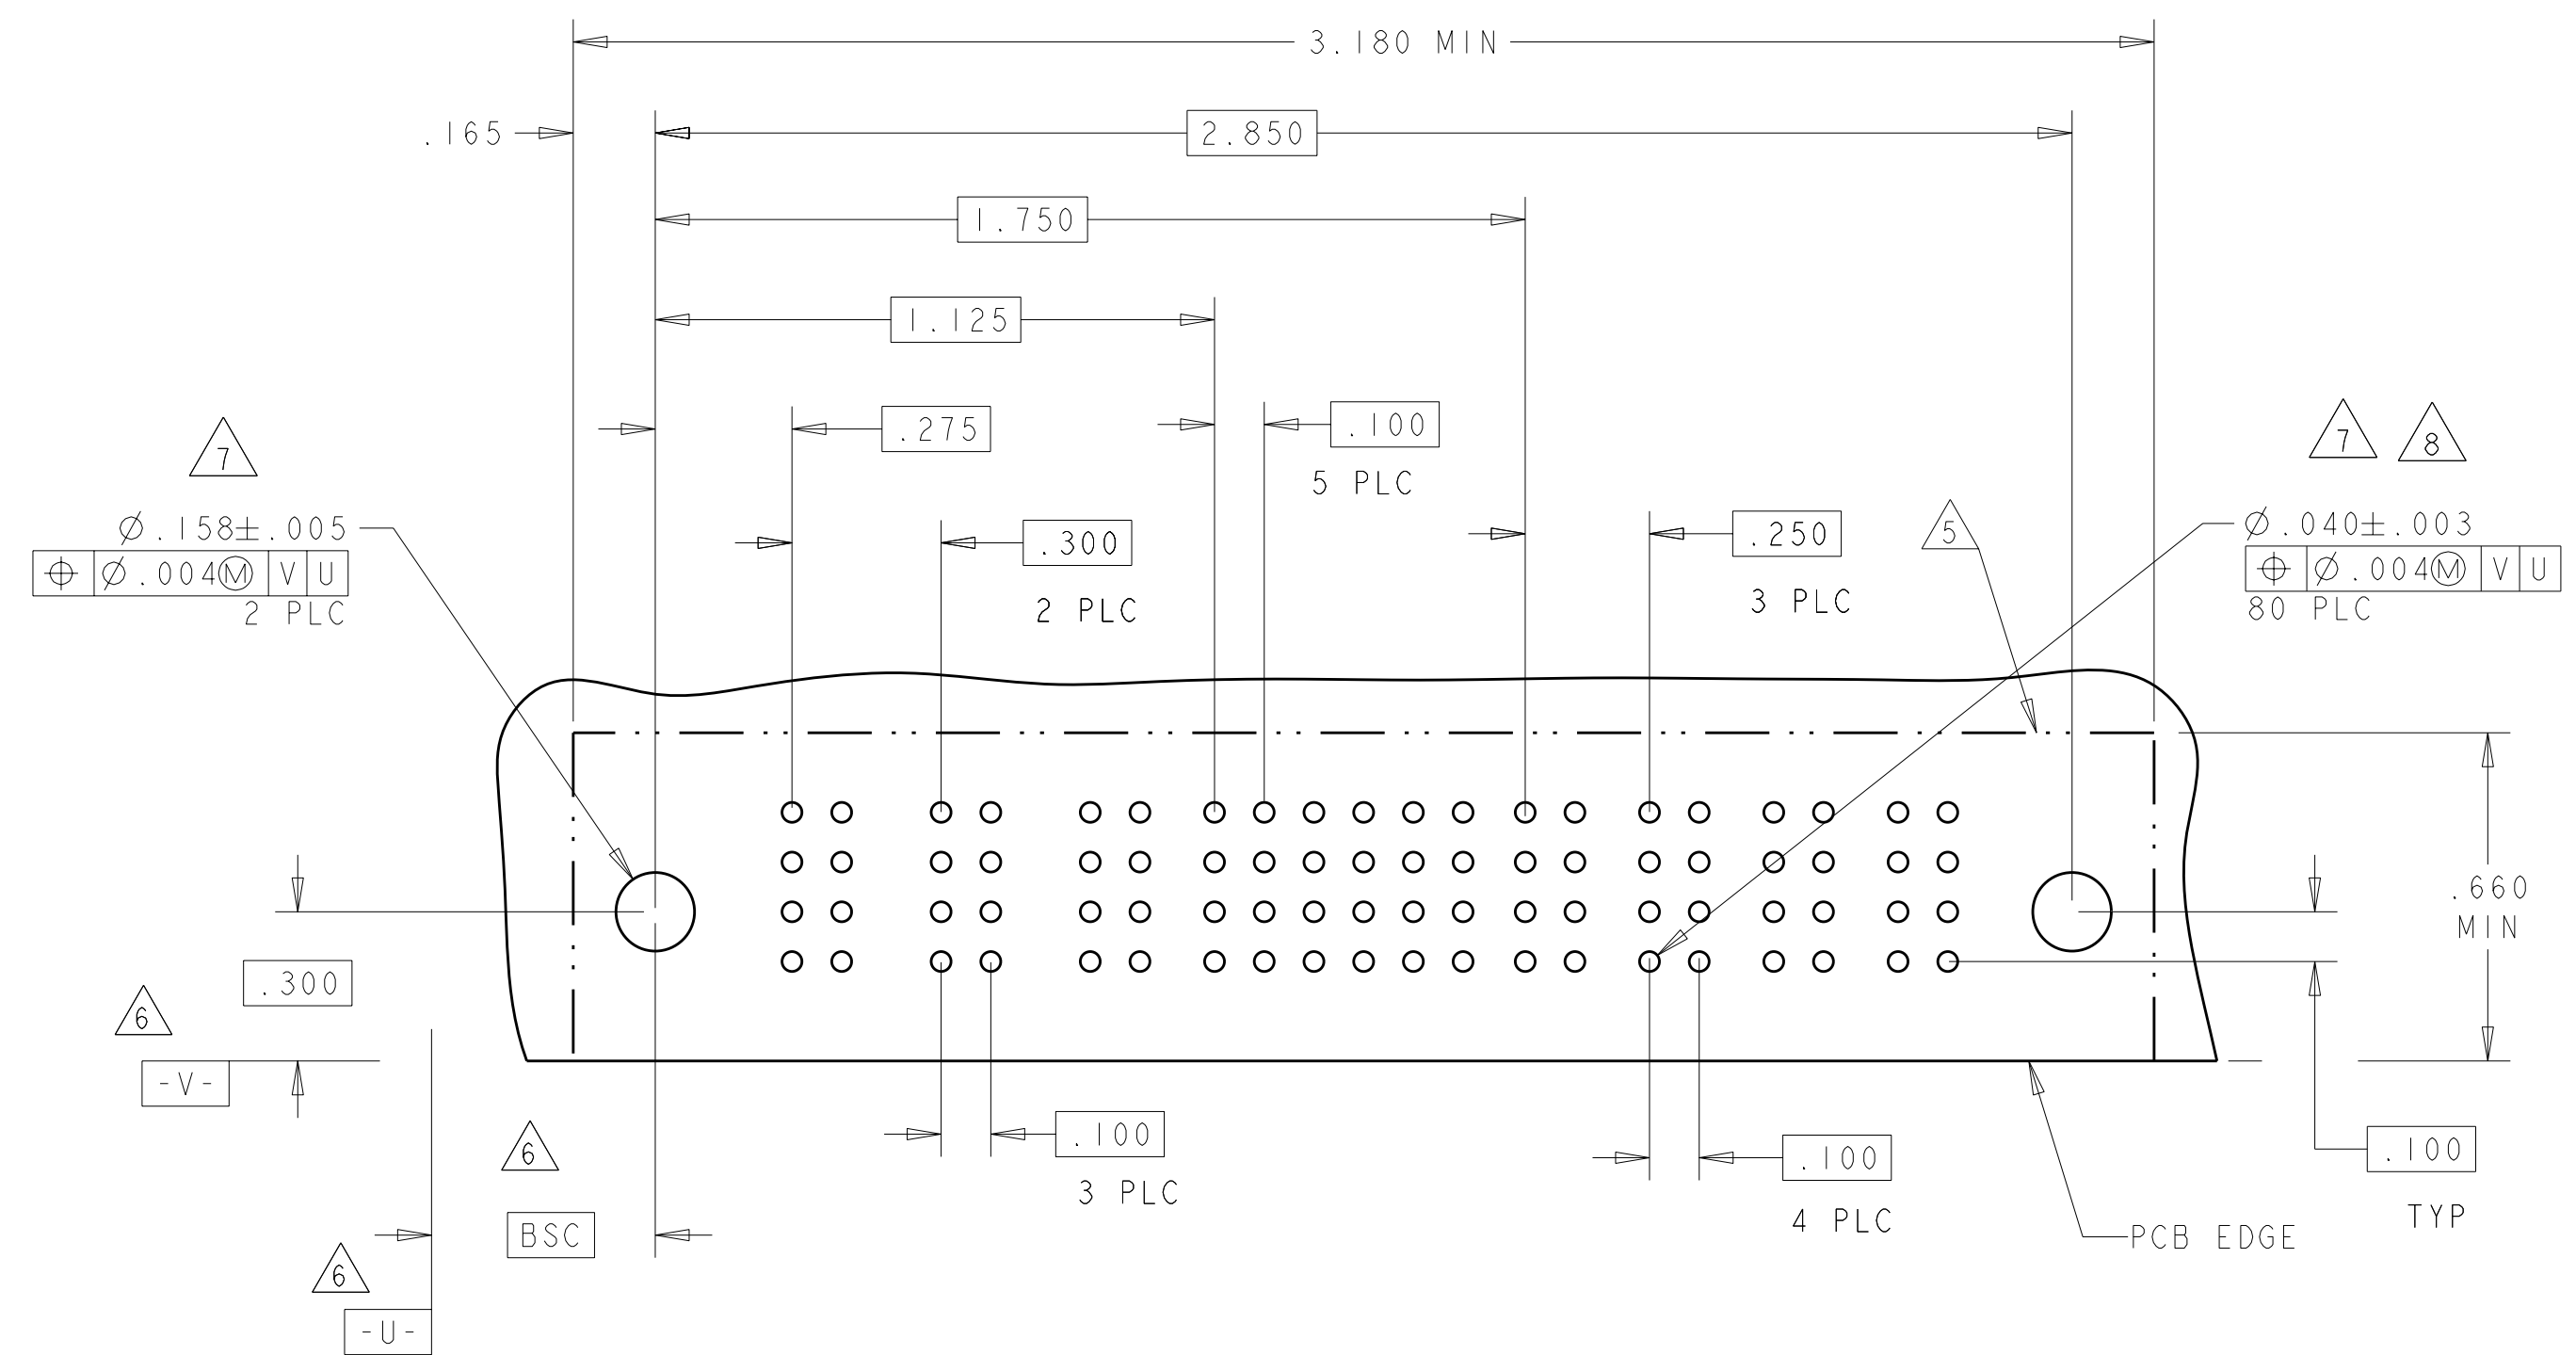 3.180 MIN
.165
2.850
1.750
1.125
.275
.100
5 PLC
7
7 8
Ø.158±.005
⌖ Ø.004Ⓜ V U
2 PLC
.300
2 PLC
.250
3 PLC
5
Ø.040±.003
⌖ Ø.004Ⓜ V U
80 PLC
.660
MIN
.300
6
-V-
6
BSC
6
-U-
.100
3 PLC
.100
4 PLC
PCB EDGE
.100
TYP